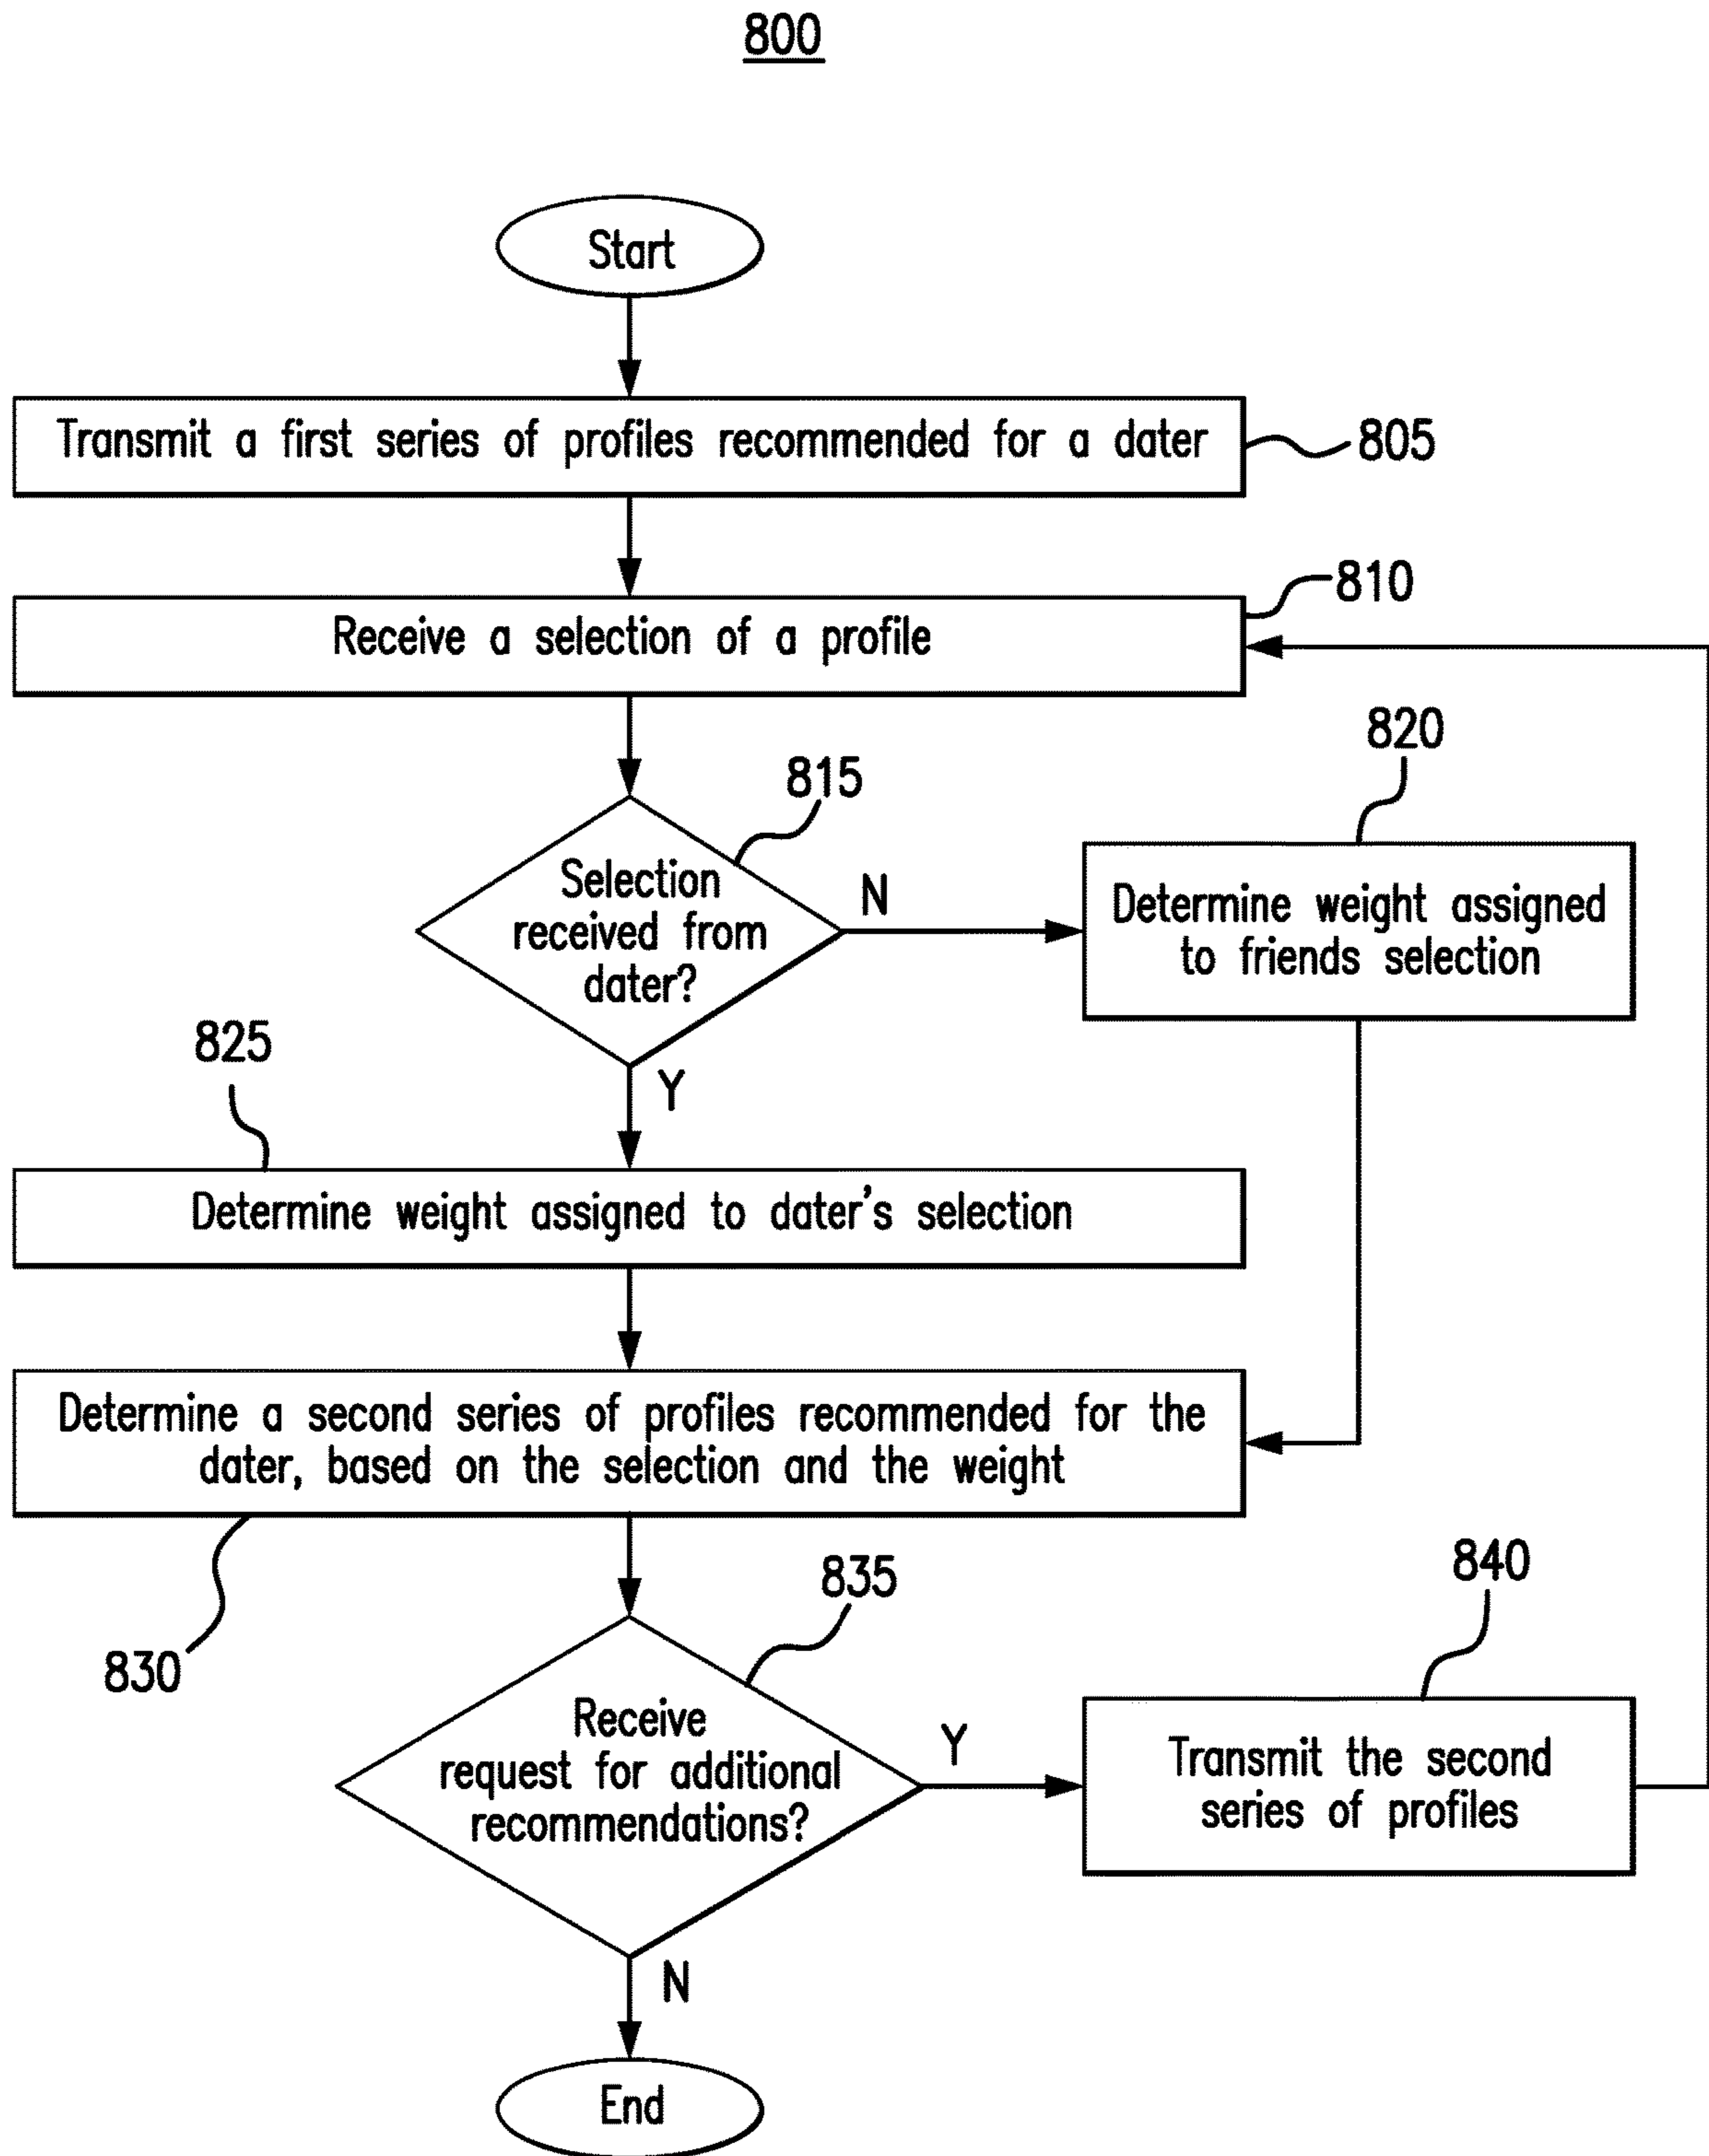 800
Start
Transmit a first series of profiles recommended for a dater
805
810
Receive a selection of a profile
820
815
Selection
received from
dater?
N
Determine weight assigned
to friends selection
825
Y
Determine weight assigned to dater's selection
Determine a second series of profiles recommended for the
dater, based on the selection and the weight
830
835
840
Receive
request for additional
recommendations?
Y
Transmit the second
series of profiles
N
End